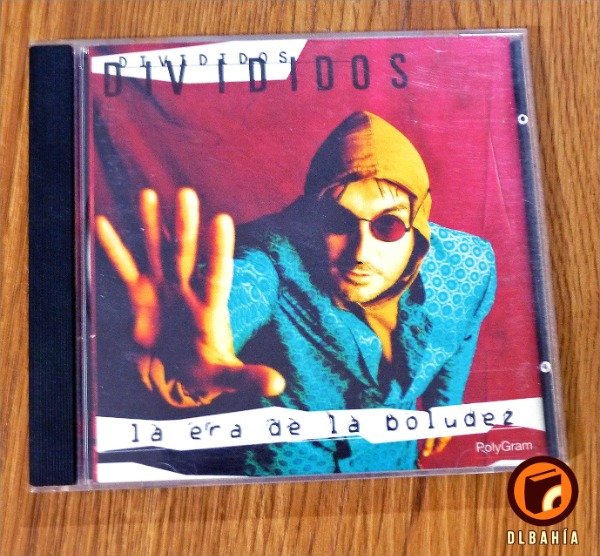 DIVIDIDOS
DIVIDIDOS
la era de la boludez
PolyGram
DLBAHÍA